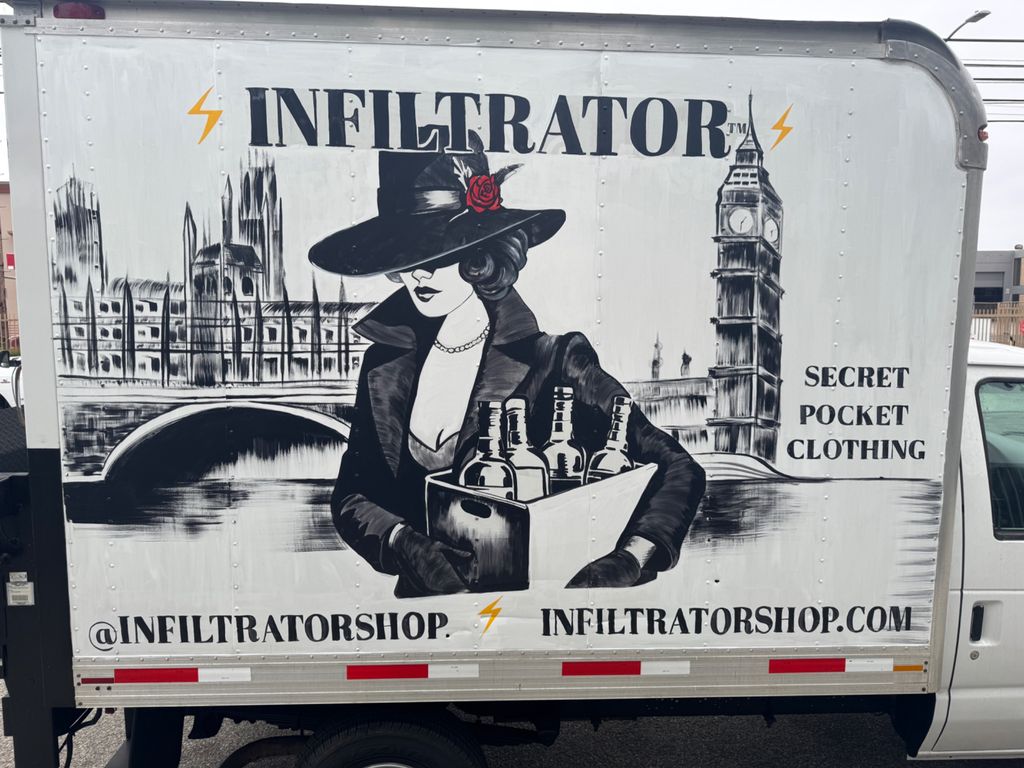 INFILTRATOR™
SECRET
POCKET
CLOTHING
@INFILTRATORSHOP.
INFILTRATORSHOP.COM